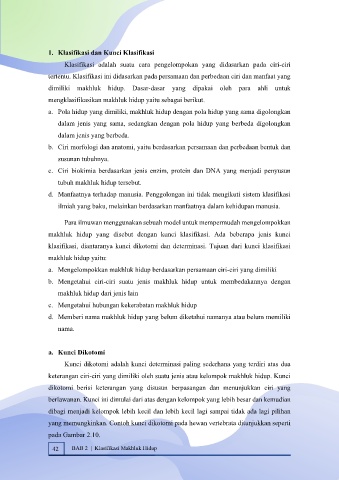 1. Klasifikasi dan Kunci Klasifikasi
Klasifikasi adalah suatu cara pengelompokan yang didasarkan pada ciri-ciri
tertentu. Klasifikasi ini didasarkan pada persamaan dan perbedaan ciri dan manfaat yang
dimiliki makhluk hidup. Dasar-dasar yang dipakai oleh para ahli untuk
mengklasifikasikan makhluk hidup yaitu sebagai berikut.
a. Pola hidup yang dimiliki, makhluk hidup dengan pola hidup yang sama digolongkan
dalam jenis yang sama, sedangkan dengan pola hidup yang berbeda digolongkan
dalam jenis yang berbeda.
b. Ciri morfologi dan anatomi, yaitu berdasarkan persamaan dan perbedaan bentuk dan
susunan tubuhnya.
c. Ciri biokimia berdasarkan jenis enzim, protein dan DNA yang menjadi penyusun
tubuh makhluk hidup tersebut.
d. Manfaatnya terhadap manusia. Penggolongan ini tidak mengikuti sistem klasifikasi
ilmiah yang baku, melainkan berdasarkan manfaatnya dalam kehidupan manusia.
Para ilmuwan menggunakan sebuah model untuk mempermudah mengelompokkan
makhluk hidup yang disebut dengan kunci klasifikasi. Ada beberapa jenis kunci
klasifikasi, diantaranya kunci dikotomi dan determinasi. Tujuan dari kunci klasifikasi
makhluk hidup yaitu
a. Mengelompokkan makhluk hidup berdasarkan persamaan ciri-ciri yang dimiliki
b. Mengetahui ciri-ciri suatu jenis makhluk hidup untuk membedakannya dengan
makhluk hidup dari jenis lain
c. Mengetahui hubungan kekerabatan makhluk hidup
d. Memberi nama makhluk hidup yang belum diketahui namanya atau belum memiliki
nama.
a. Kunci Dikotomi
Kunci dikotomi adalah kunci determinasi paling sederhana yang terdiri atas dua
keterangan ciri-ciri yang dimiliki oleh suatu jenis atau kelompok makhluk hidup. Kunci
dikotomi berisi keterangan yang disusun berpasangan dan menunjukkan ciri yang
berlawanan. Kunci ini dimulai dari atas dengan kelompok yang lebih besar dan kemudian
dibagi menjadi kelompok lebih kecil dan lebih kecil lagi sampai tidak ada lagi pilihan
yang memungkinkan. Contoh kunci dikotomi pada hewan vertebrata ditunjukkan seperti
pada Gambar 2.10.
42 BAB 2 | Klasifikasi Makhluk Hidup